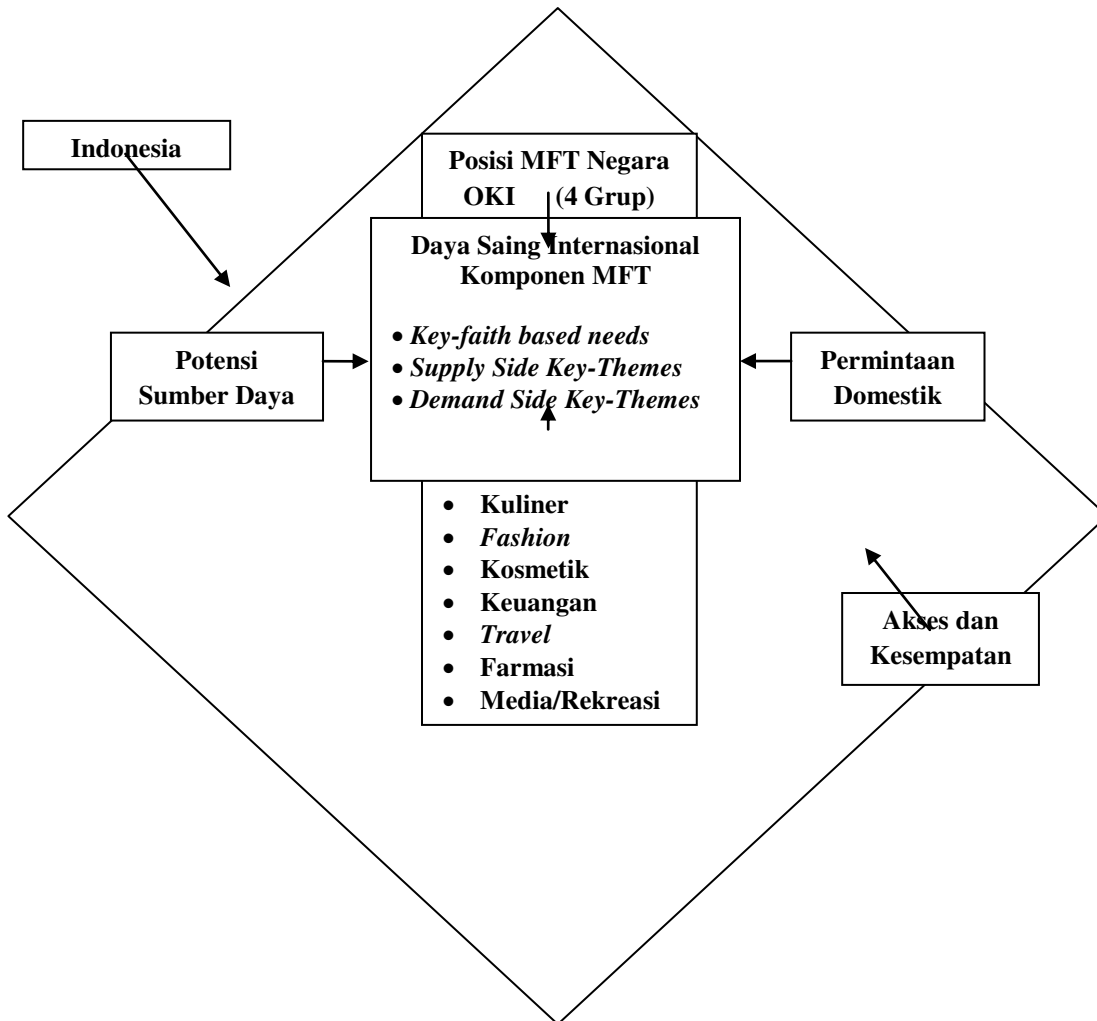 Indonesia
Posisi MFT Negara
OKI (4 Grup)
Daya Saing Internasional
Komponen MFT
• Key-faith based needs
• Supply Side Key-Themes
• Demand Side Key-Themes
Potensi
Sumber Daya
Permintaan
Domestik
• Kuliner
• Fashion
• Kosmetik
• Keuangan
• Travel
• Farmasi
• Media/Rekreasi
Akses dan
Kesempatan